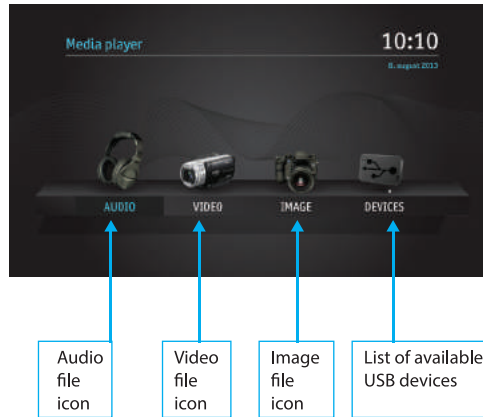 Media player
10:10
8. august 2013
AUDIO
VIDEO
IMAGE
DEVICES
Audio
file
icon
Video
file
icon
Image
file
icon
List of available
USB devices